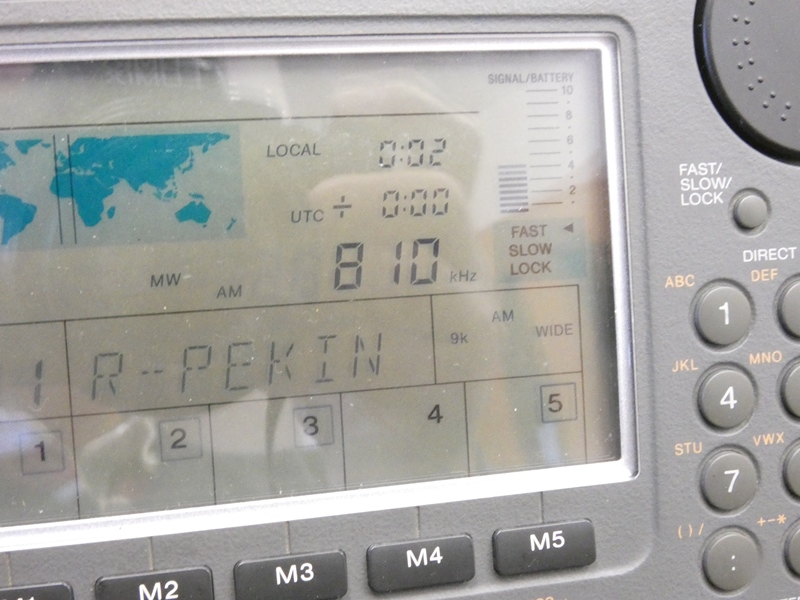 SIGNAL/BATTERY
10
8
6
4
2
LOCAL 0:02
UTC ÷ 0:00
FAST ◄
SLOW
LOCK
MW AM 810 kHz
1 R--PEKIN
9k AM WIDE
1 2 3 4 5
M2 M3 M4 M5
FAST/
SLOW/
LOCK
DIRECT
ABC DEF
1
JKL MNO
4
STU VWX
7
( ) / +-*
: